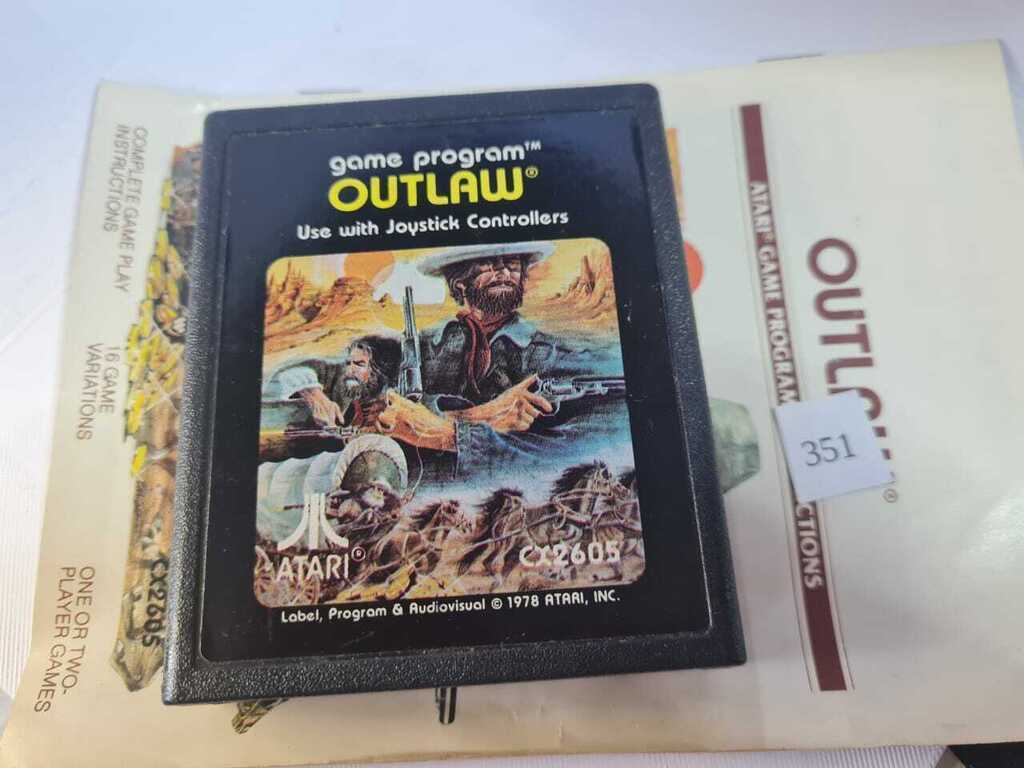 game program™
OUTLAW®
Use with Joystick Controllers
ATARI®
CX2605
Label, Program & Audiovisual © 1978 ATARI, INC.
COMPLETE GAME PLAY
INSTRUCTIONS
16 GAME
VARIATIONS
ONE OR TWO-
PLAYER GAMES
CX2605
ATARI® GAME PROGRAM
CTIONS
OUTLAW®
351